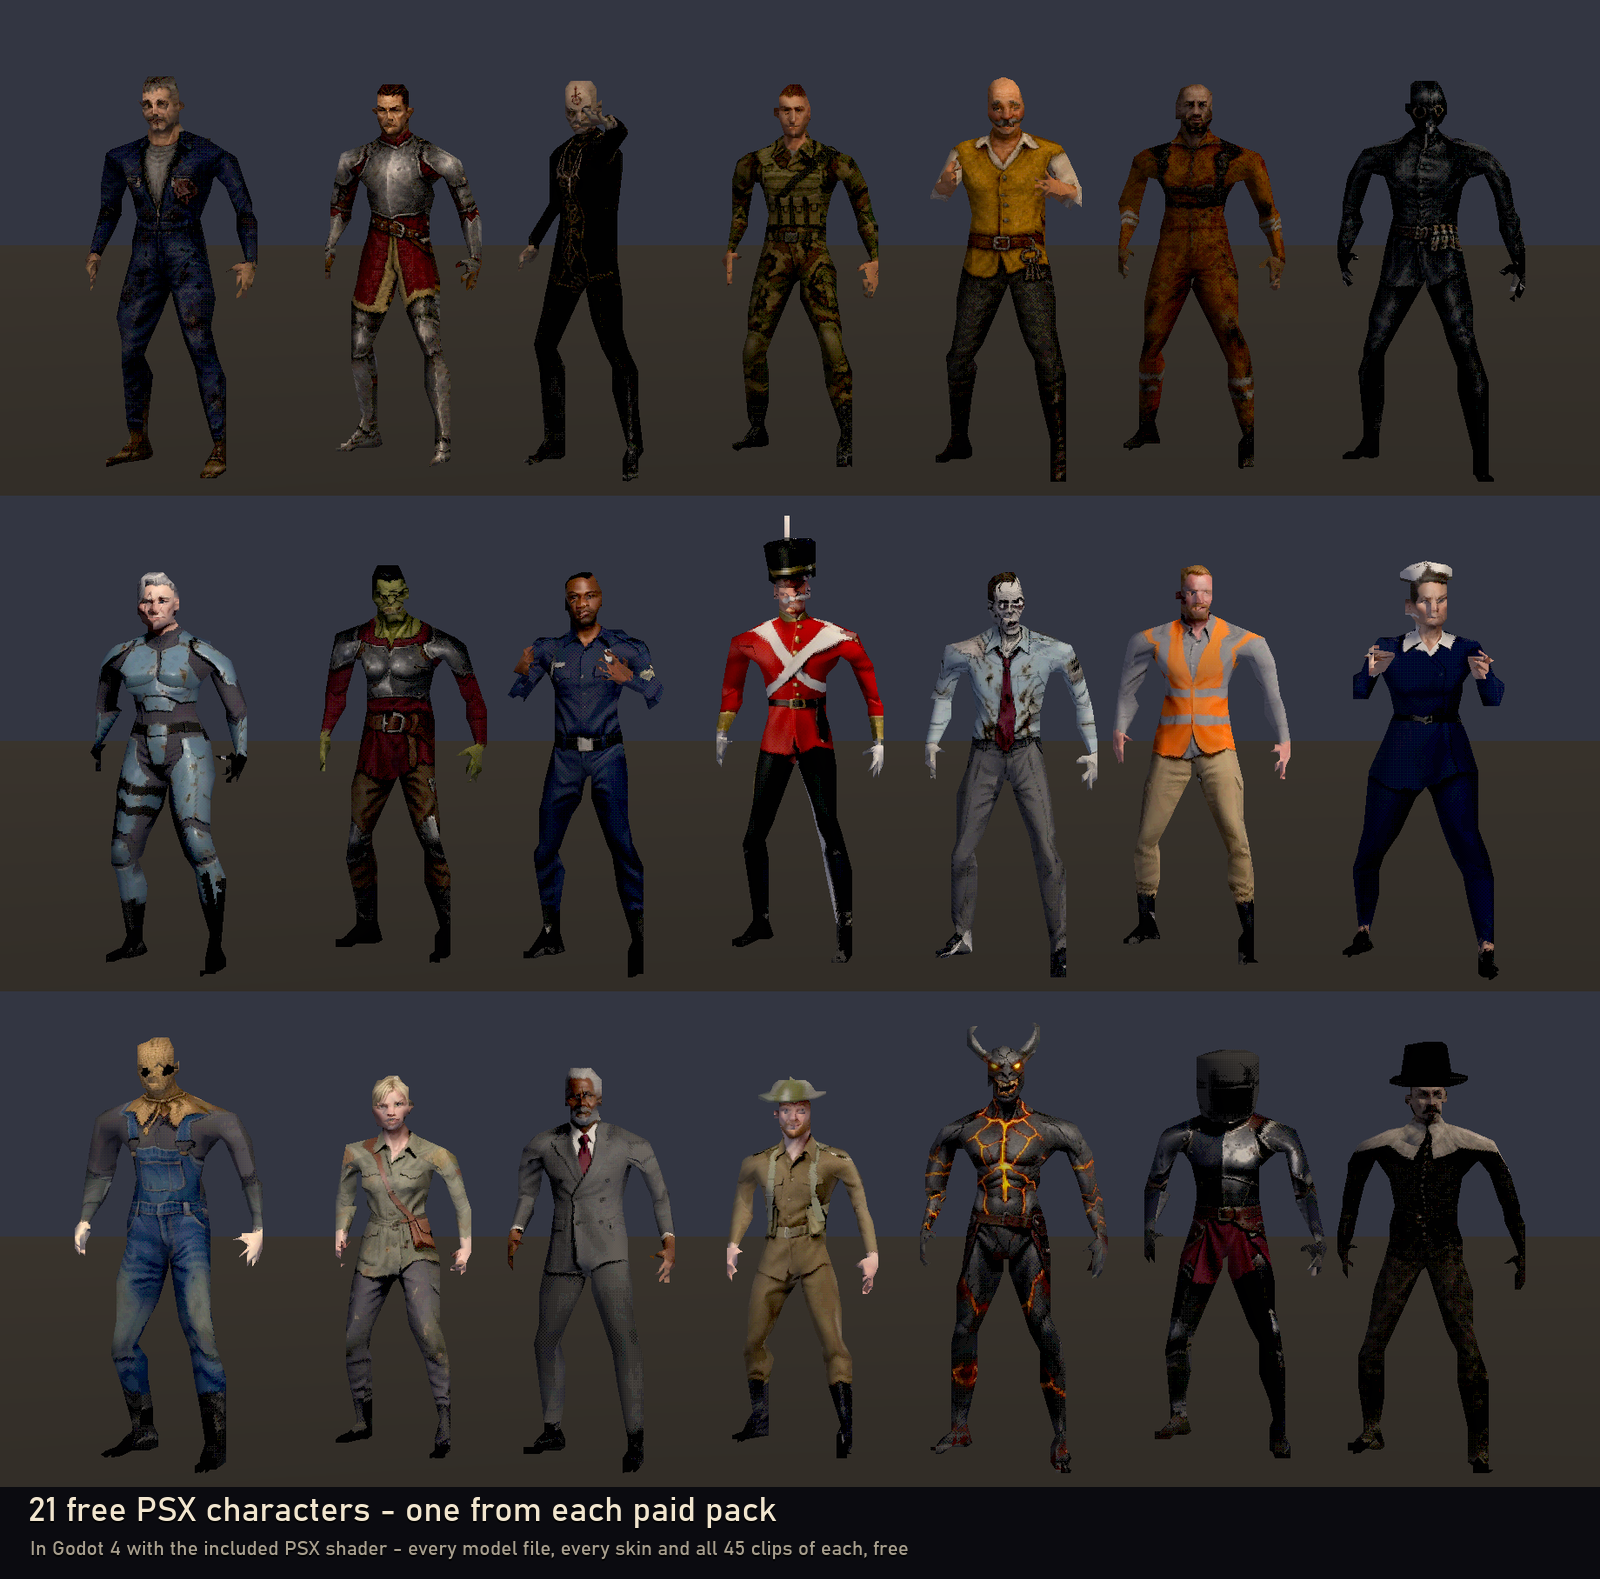 21 free PSX characters - one from each paid pack
In Godot 4 with the included PSX shader - every model file, every skin and all 45 clips of each, free